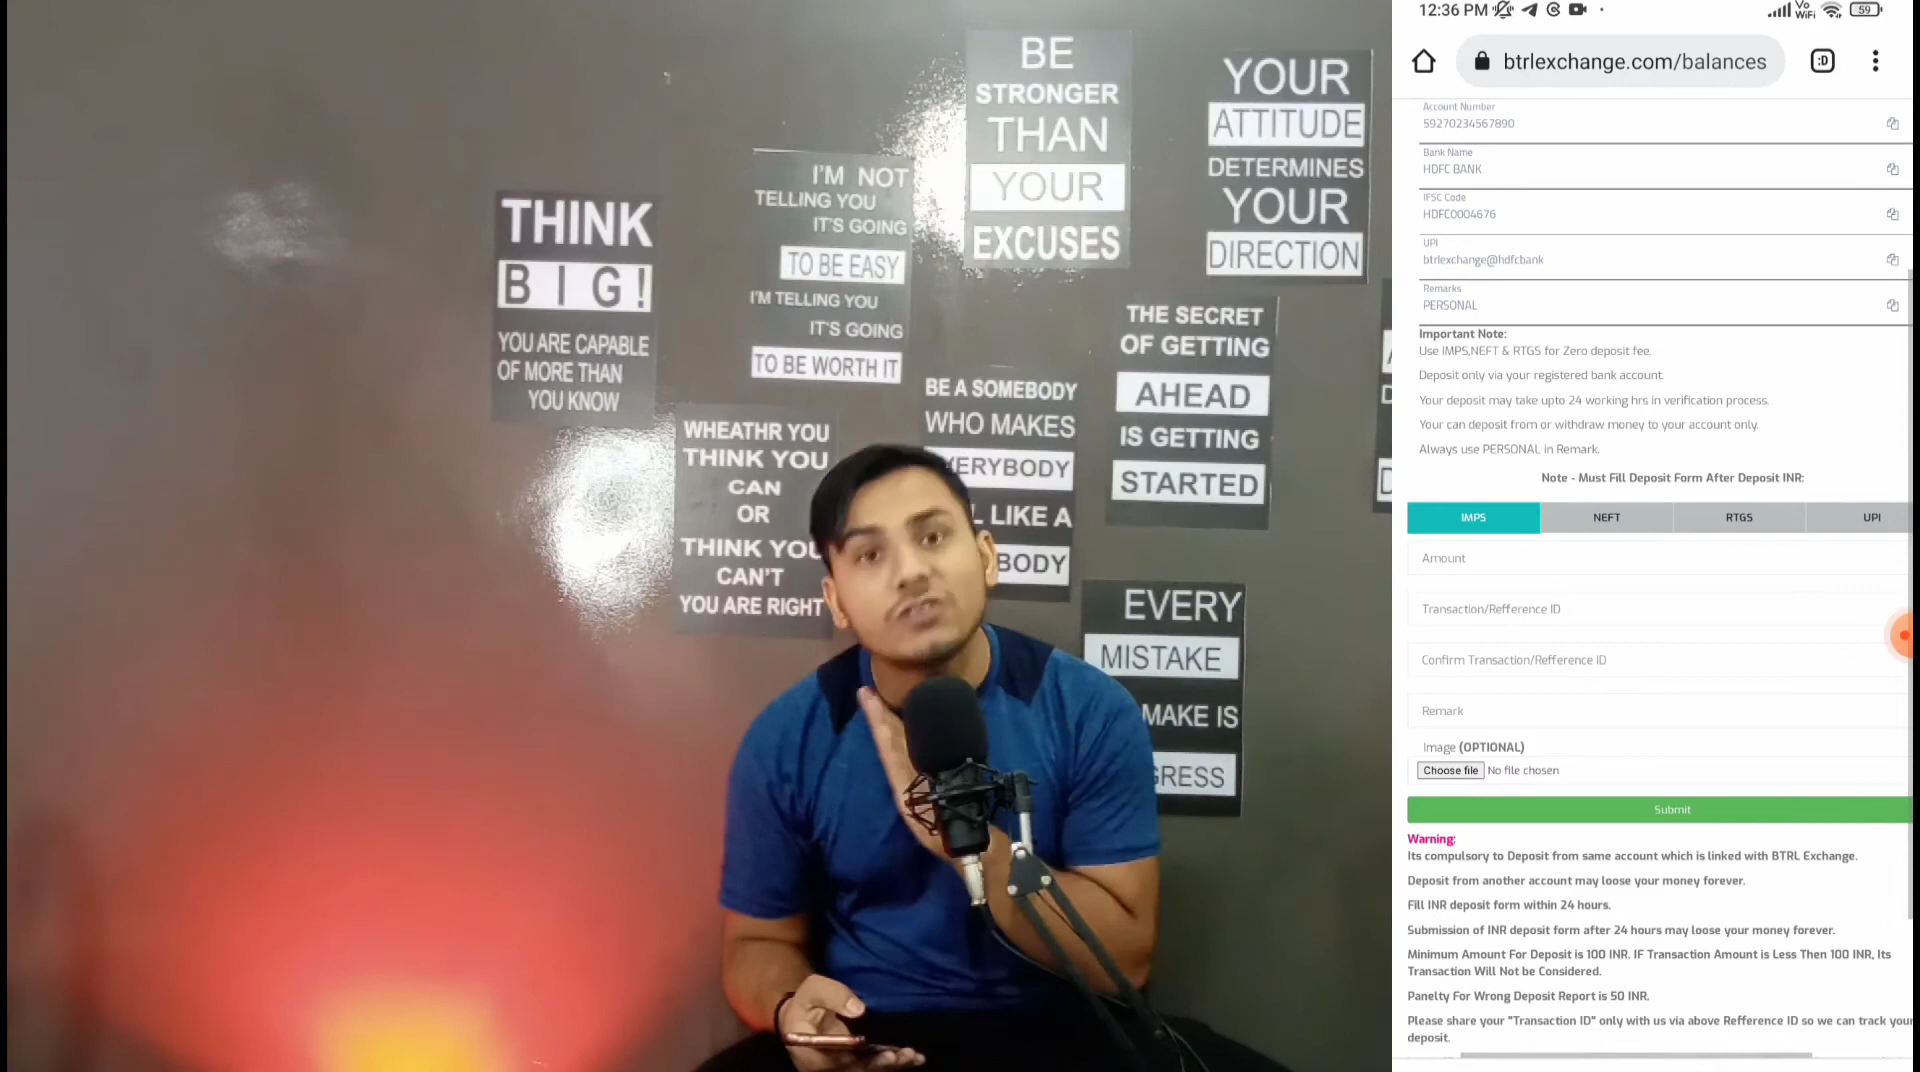 THINK
BIG!
YOU ARE CAPABLE
OF MORE THAN
YOU KNOW
I'M NOT
TELLING YOU
IT'S GOING
TO BE EASY
I'M TELLING YOU
IT'S GOING
TO BE WORTH IT
BE
STRONGER
THAN
YOUR
EXCUSES
YOUR
ATTITUDE
DETERMINES
YOUR
DIRECTION
WHEATHR YOU
THINK YOU
CAN
OR
THINK YOU
CAN'T
YOU ARE RIGHT
BE A SOMEBODY
WHO MAKES
VERYBODY
L LIKE A
BODY
THE SECRET
OF GETTING
AHEAD
IS GETTING
STARTED
EVERY
MISTAKE
MAKE IS
GRESS
12:36 PM
Vo
WiFi
59
btrlexchange.com/balances
:D
Account Number
59270234567890
Bank Name
HDFC BANK
IFSC Code
HDFC0004676
UPI
btrlexchange@hdfcbank
Remarks
PERSONAL
Important Note:
Use IMPS,NEFT & RTGS for Zero deposit fee.
Deposit only via your registered bank account.
Your deposit may take upto 24 working hrs in verification process.
Your can deposit from or withdraw money to your account only.
Always use PERSONAL in Remark.
Note - Must Fill Deposit Form After Deposit INR:
IMPS NEFT RTGS UPI
Amount
Transaction/Refference ID
Confirm Transaction/Refference ID
Remark
Image (OPTIONAL)
Choose file No file chosen
Submit
Warning:
Its compulsory to Deposit from same account which is linked with BTRL Exchange.
Deposit from another account may loose your money forever.
Fill INR deposit form within 24 hours.
Submission of INR deposit form after 24 hours may loose your money forever.
Minimum Amount For Deposit is 100 INR. IF Transaction Amount is Less Then 100 INR, Its
Transaction Will Not be Considered.
Panelty For Wrong Deposit Report is 50 INR.
Please share your "Transaction ID" only with us via above Refference ID so we can track your
deposit.